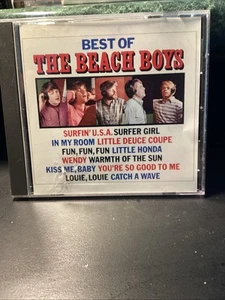 BEST OF
THE BEACH BOYS
SURFIN' U.S.A. SURFER GIRL
IN MY ROOM LITTLE DEUCE COUPE
FUN, FUN, FUN LITTLE HONDA
WENDY WARMTH OF THE SUN
KISS ME, BABY YOU'RE SO GOOD TO ME
LOUIE, LOUIE CATCH A WAVE